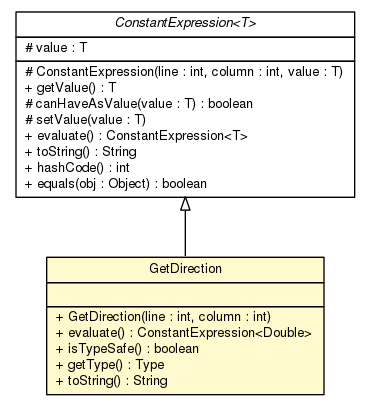 ConstantExpression<T>
# value : T
# ConstantExpression(line : int, column : int, value : T)
+ getValue() : T
# canHaveAsValue(value : T) : boolean
# setValue(value : T)
+ evaluate() : ConstantExpression<T>
+ toString() : String
+ hashCode() : int
+ equals(obj : Object) : boolean
GetDirection
+ GetDirection(line : int, column : int)
+ evaluate() : ConstantExpression<Double>
+ isTypeSafe() : boolean
+ getType() : Type
+ toString() : String